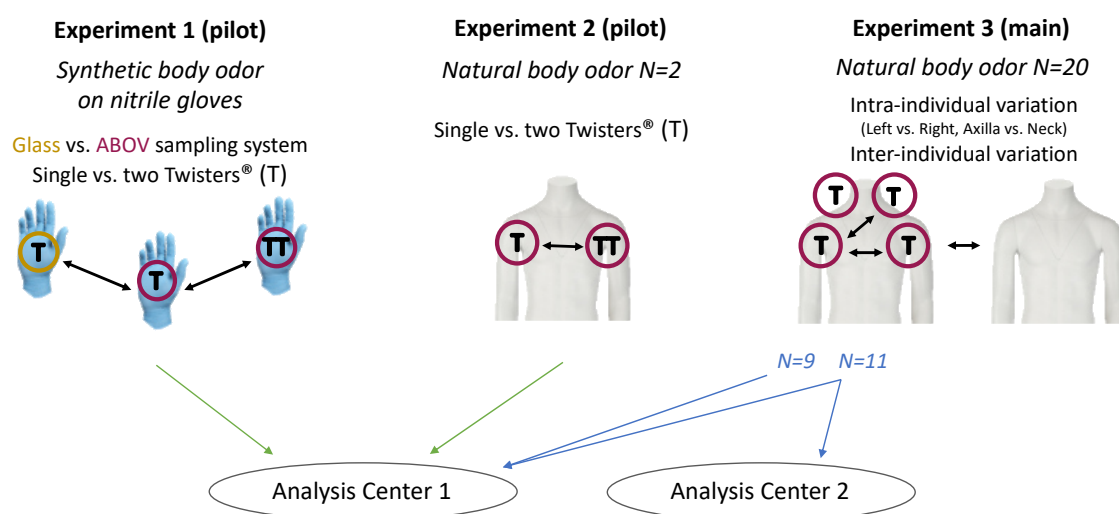 Experiment 1 (pilot)
Synthetic body odor
on nitrile gloves
Glass vs. ABOV sampling system
Single vs. two Twisters® (T)
T
T
TT
Experiment 2 (pilot)
Natural body odor N=2
Single vs. two Twisters® (T)
T
TT
Experiment 3 (main)
Natural body odor N=20
Intra-individual variation
(Left vs. Right, Axilla vs. Neck)
Inter-individual variation
T T
T T
N=9 N=11
Analysis Center 1
Analysis Center 2